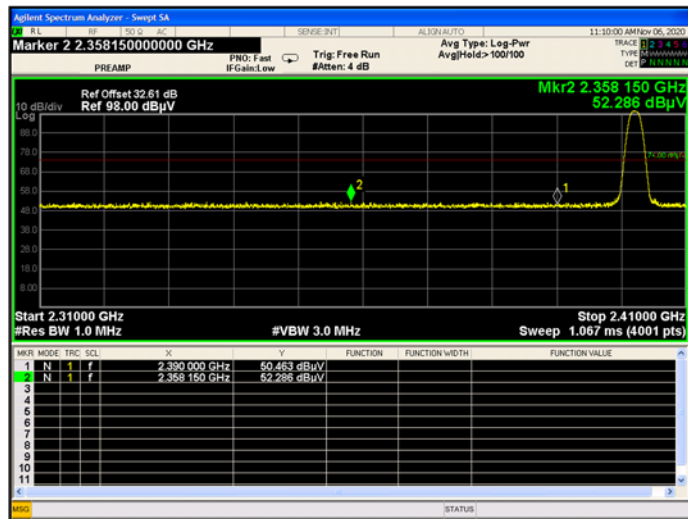 Agilent Spectrum Analyzer - Swept SA
RL RF 50 Ω AC SENSE:INT ALIGN AUTO 11:10:00 AM Nov 06, 2020
Marker 2 2.358150000000 GHz
PREAMP
PNO: Fast
IFGain:Low
Trig: Free Run
#Atten: 4 dB
Avg Type: Log-Pwr
Avg|Hold:> 100/100
TRACE 1 2 3 4 5 6
TYPE M
DET P N N N N N
Mkr2 2.358 150 GHz
52.286 dBµV
Ref Offset 32.61 dB
10 dB/div Ref 98.00 dBµV
Log
88.0
78.0
68.0
58.0
48.0
38.0
28.0
18.0
8.00
2
1
Start 2.31000 GHz Stop 2.41000 GHz
#Res BW 1.0 MHz #VBW 3.0 MHz Sweep 1.067 ms (4001 pts)
MKR MODE TRC SCL X Y FUNCTION FUNCTION WIDTH FUNCTION VALUE
1 N 1 f 2.390 000 GHz 50.463 dBµV
2 N 1 f 2.358 150 GHz 52.286 dBµV
3
4
5
6
7
8
9
10
11
MSG STATUS